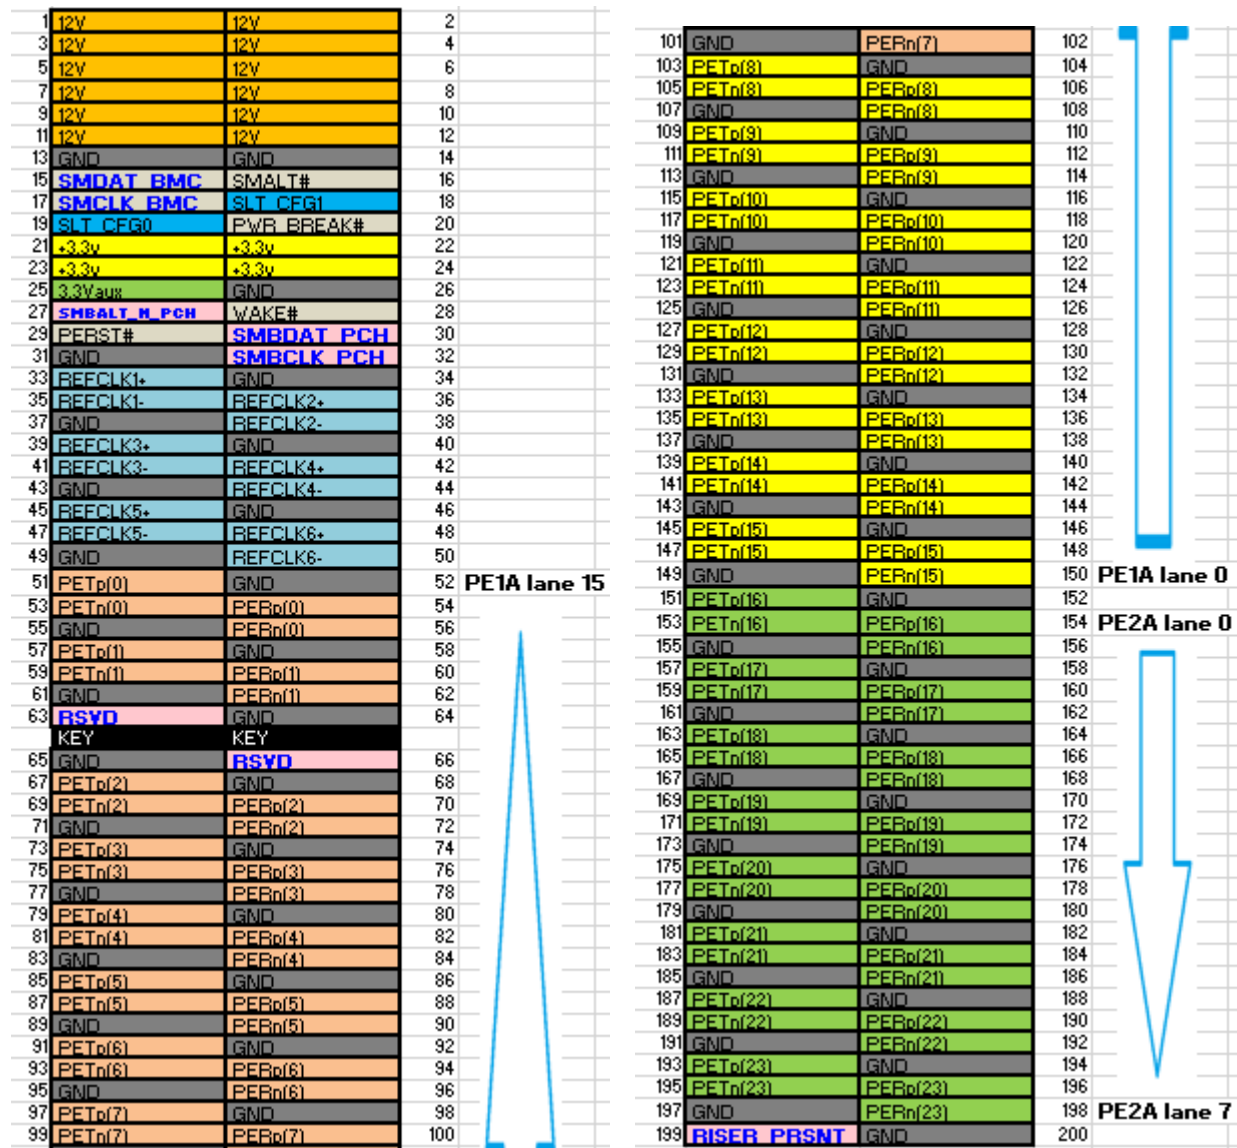 1 12V 12V 2
3 12V 12V 4
5 12V 12V 6
7 12V 12V 8
9 12V 12V 10
11 12V 12V 12
13 GND GND 14
15 SMDAT_BMC SMALT# 16
17 SMCLK_BMC SLT_CFG1 18
19 SLT_CFG0 PWR_BREAK# 20
21 +3.3v +3.3v 22
23 +3.3v +3.3v 24
25 3.3Vaux GND 26
27 SMBALT_N_PCH WAKE# 28
29 PERST# SMBDAT_PCH 30
31 GND SMBCLK_PCH 32
33 REFCLK1+ GND 34
35 REFCLK1- REFCLK2+ 36
37 GND REFCLK2- 38
39 REFCLK3+ GND 40
41 REFCLK3- REFCLK4+ 42
43 GND REFCLK4- 44
45 REFCLK5+ GND 46
47 REFCLK5- REFCLK6+ 48
49 GND REFCLK6- 50
51 PETp(0) GND 52 PE1A lane 15
53 PETn(0) PERp(0) 54
55 GND PERn(0) 56
57 PETp(1) GND 58
59 PETn(1) PERp(1) 60
61 GND PERn(1) 62
63 RSVD GND 64
KEY KEY
65 GND RSVD 66
67 PETp(2) GND 68
69 PETn(2) PERp(2) 70
71 GND PERn(2) 72
73 PETp(3) GND 74
75 PETn(3) PERp(3) 76
77 GND PERn(3) 78
79 PETp(4) GND 80
81 PETn(4) PERp(4) 82
83 GND PERn(4) 84
85 PETp(5) GND 86
87 PETn(5) PERp(5) 88
89 GND PERn(5) 90
91 PETp(6) GND 92
93 PETn(6) PERp(6) 94
95 GND PERn(6) 96
97 PETp(7) GND 98
99 PETn(7) PERp(7) 100
101 GND PERn(7) 102
103 PETp(8) GND 104
105 PETn(8) PERp(8) 106
107 GND PERn(8) 108
109 PETp(9) GND 110
111 PETn(9) PERp(9) 112
113 GND PERn(9) 114
115 PETp(10) GND 116
117 PETn(10) PERp(10) 118
119 GND PERn(10) 120
121 PETp(11) GND 122
123 PETn(11) PERp(11) 124
125 GND PERn(11) 126
127 PETp(12) GND 128
129 PETn(12) PERp(12) 130
131 GND PERn(12) 132
133 PETp(13) GND 134
135 PETn(13) PERp(13) 136
137 GND PERn(13) 138
139 PETp(14) GND 140
141 PETn(14) PERp(14) 142
143 GND PERn(14) 144
145 PETp(15) GND 146
147 PETn(15) PERp(15) 148
149 GND PERn(15) 150 PE1A lane 0
151 PETp(16) GND 152
153 PETn(16) PERp(16) 154 PE2A lane 0
155 GND PERn(16) 156
157 PETp(17) GND 158
159 PETn(17) PERp(17) 160
161 GND PERn(17) 162
163 PETp(18) GND 164
165 PETn(18) PERp(18) 166
167 GND PERn(18) 168
169 PETp(19) GND 170
171 PETn(19) PERp(19) 172
173 GND PERn(19) 174
175 PETp(20) GND 176
177 PETn(20) PERp(20) 178
179 GND PERn(20) 180
181 PETp(21) GND 182
183 PETn(21) PERp(21) 184
185 GND PERn(21) 186
187 PETp(22) GND 188
189 PETn(22) PERp(22) 190
191 GND PERn(22) 192
193 PETp(23) GND 194
195 PETn(23) PERp(23) 196
197 GND PERn(23) 198 PE2A lane 7
199 RISER_PRSNT GND 200